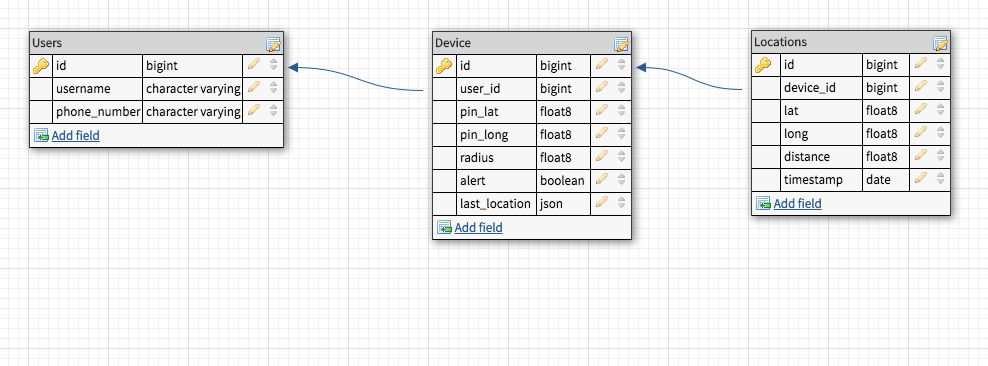 Users
id bigint
username character varying
phone_number character varying
Add field
Device
id bigint
user_id bigint
pin_lat float8
pin_long float8
radius float8
alert boolean
last_location json
Add field
Locations
id bigint
device_id bigint
lat float8
long float8
distance float8
timestamp date
Add field